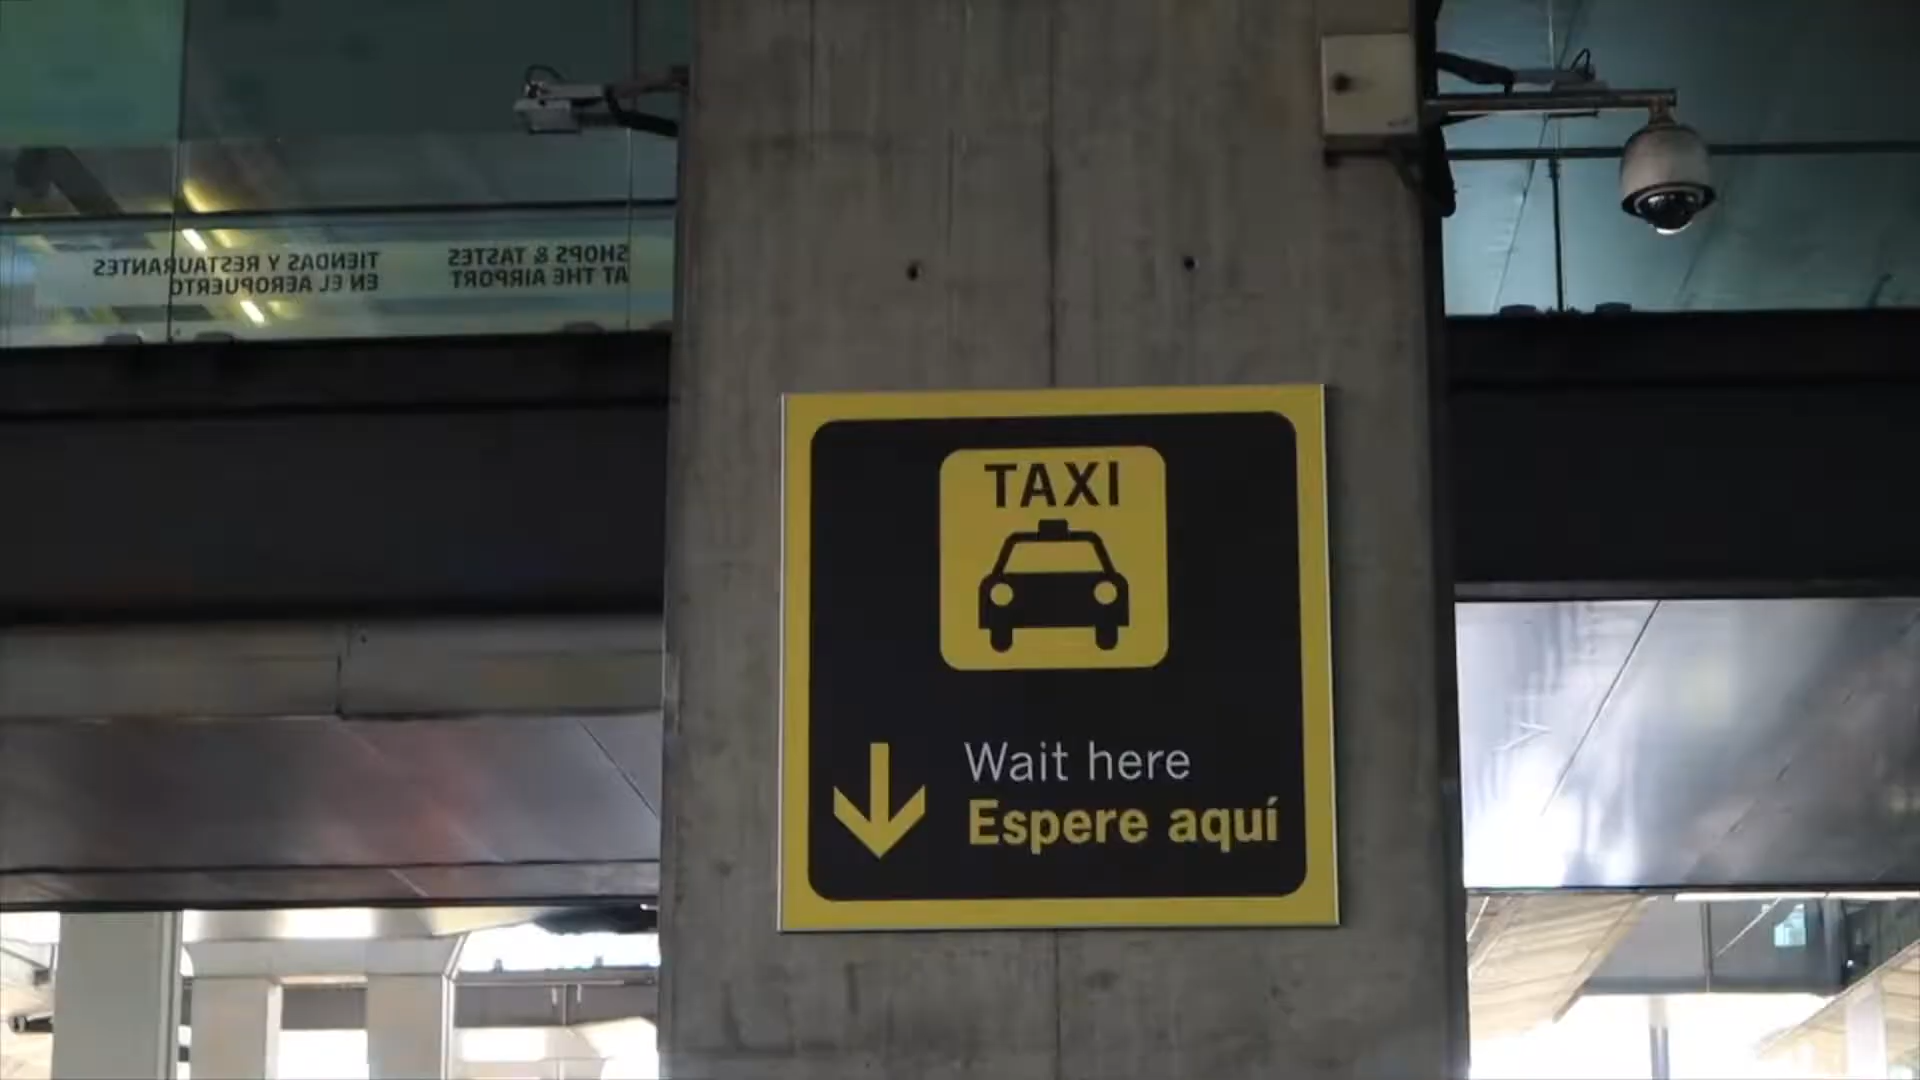 TIENDAS Y RESTAURANTES
EN EL AEROPUERTO
SHOPS & TASTES
AT THE AIRPORT
TAXI
Wait here
Espere aquí